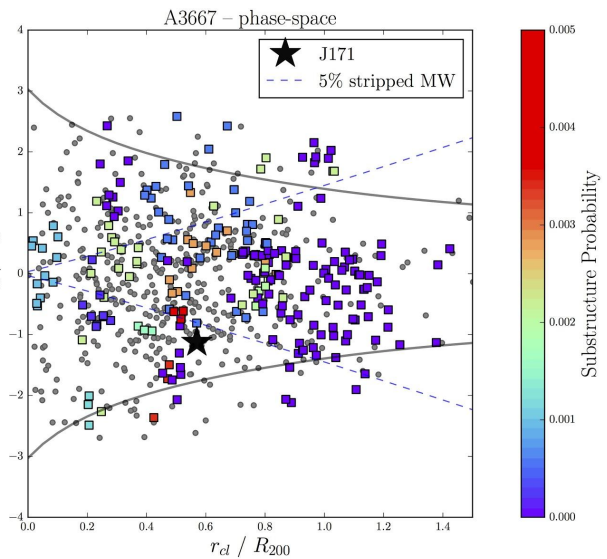 A3667 – phase-space
J171
5% stripped MW
4
3
2
1
0
−1
−2
−3
−4
0.0 0.2 0.4 0.6 0.8 1.0 1.2 1.4
r_cl / R_200
0.005
0.004
0.003
0.002
0.001
0.000
Substructure Probability